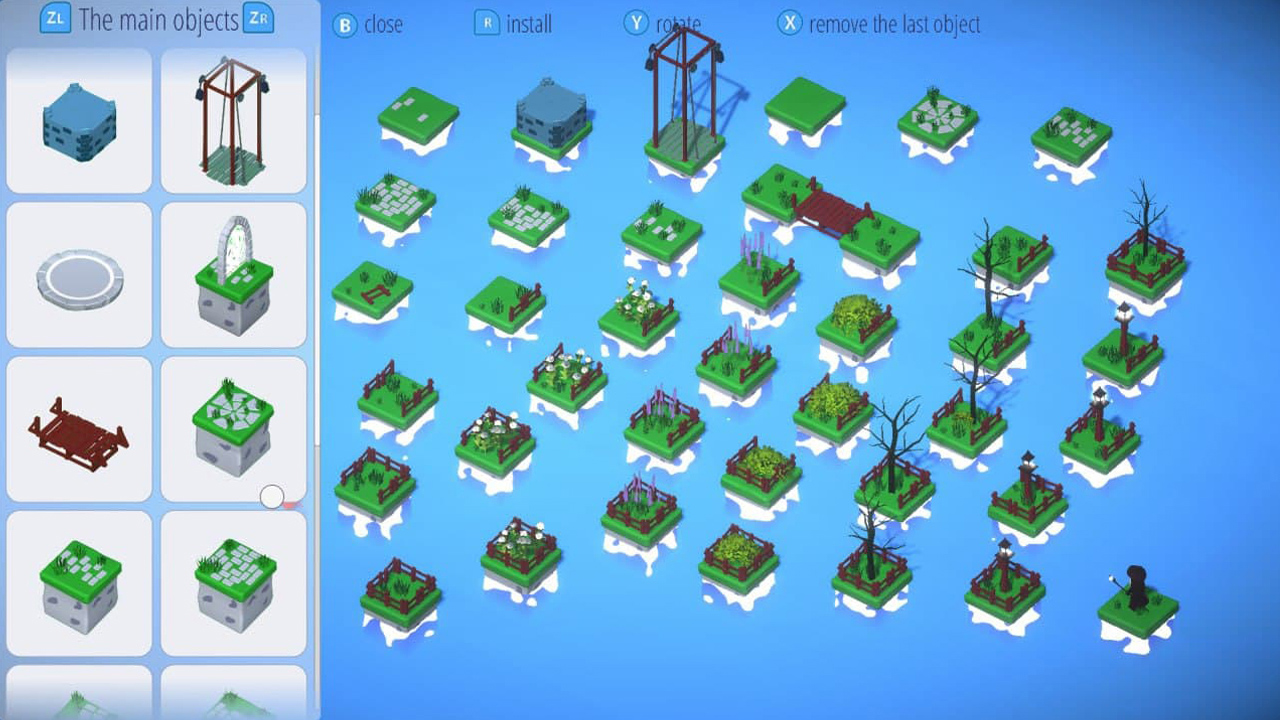 ZL The main objects ZR
B close R install Y rotate X remove the last object